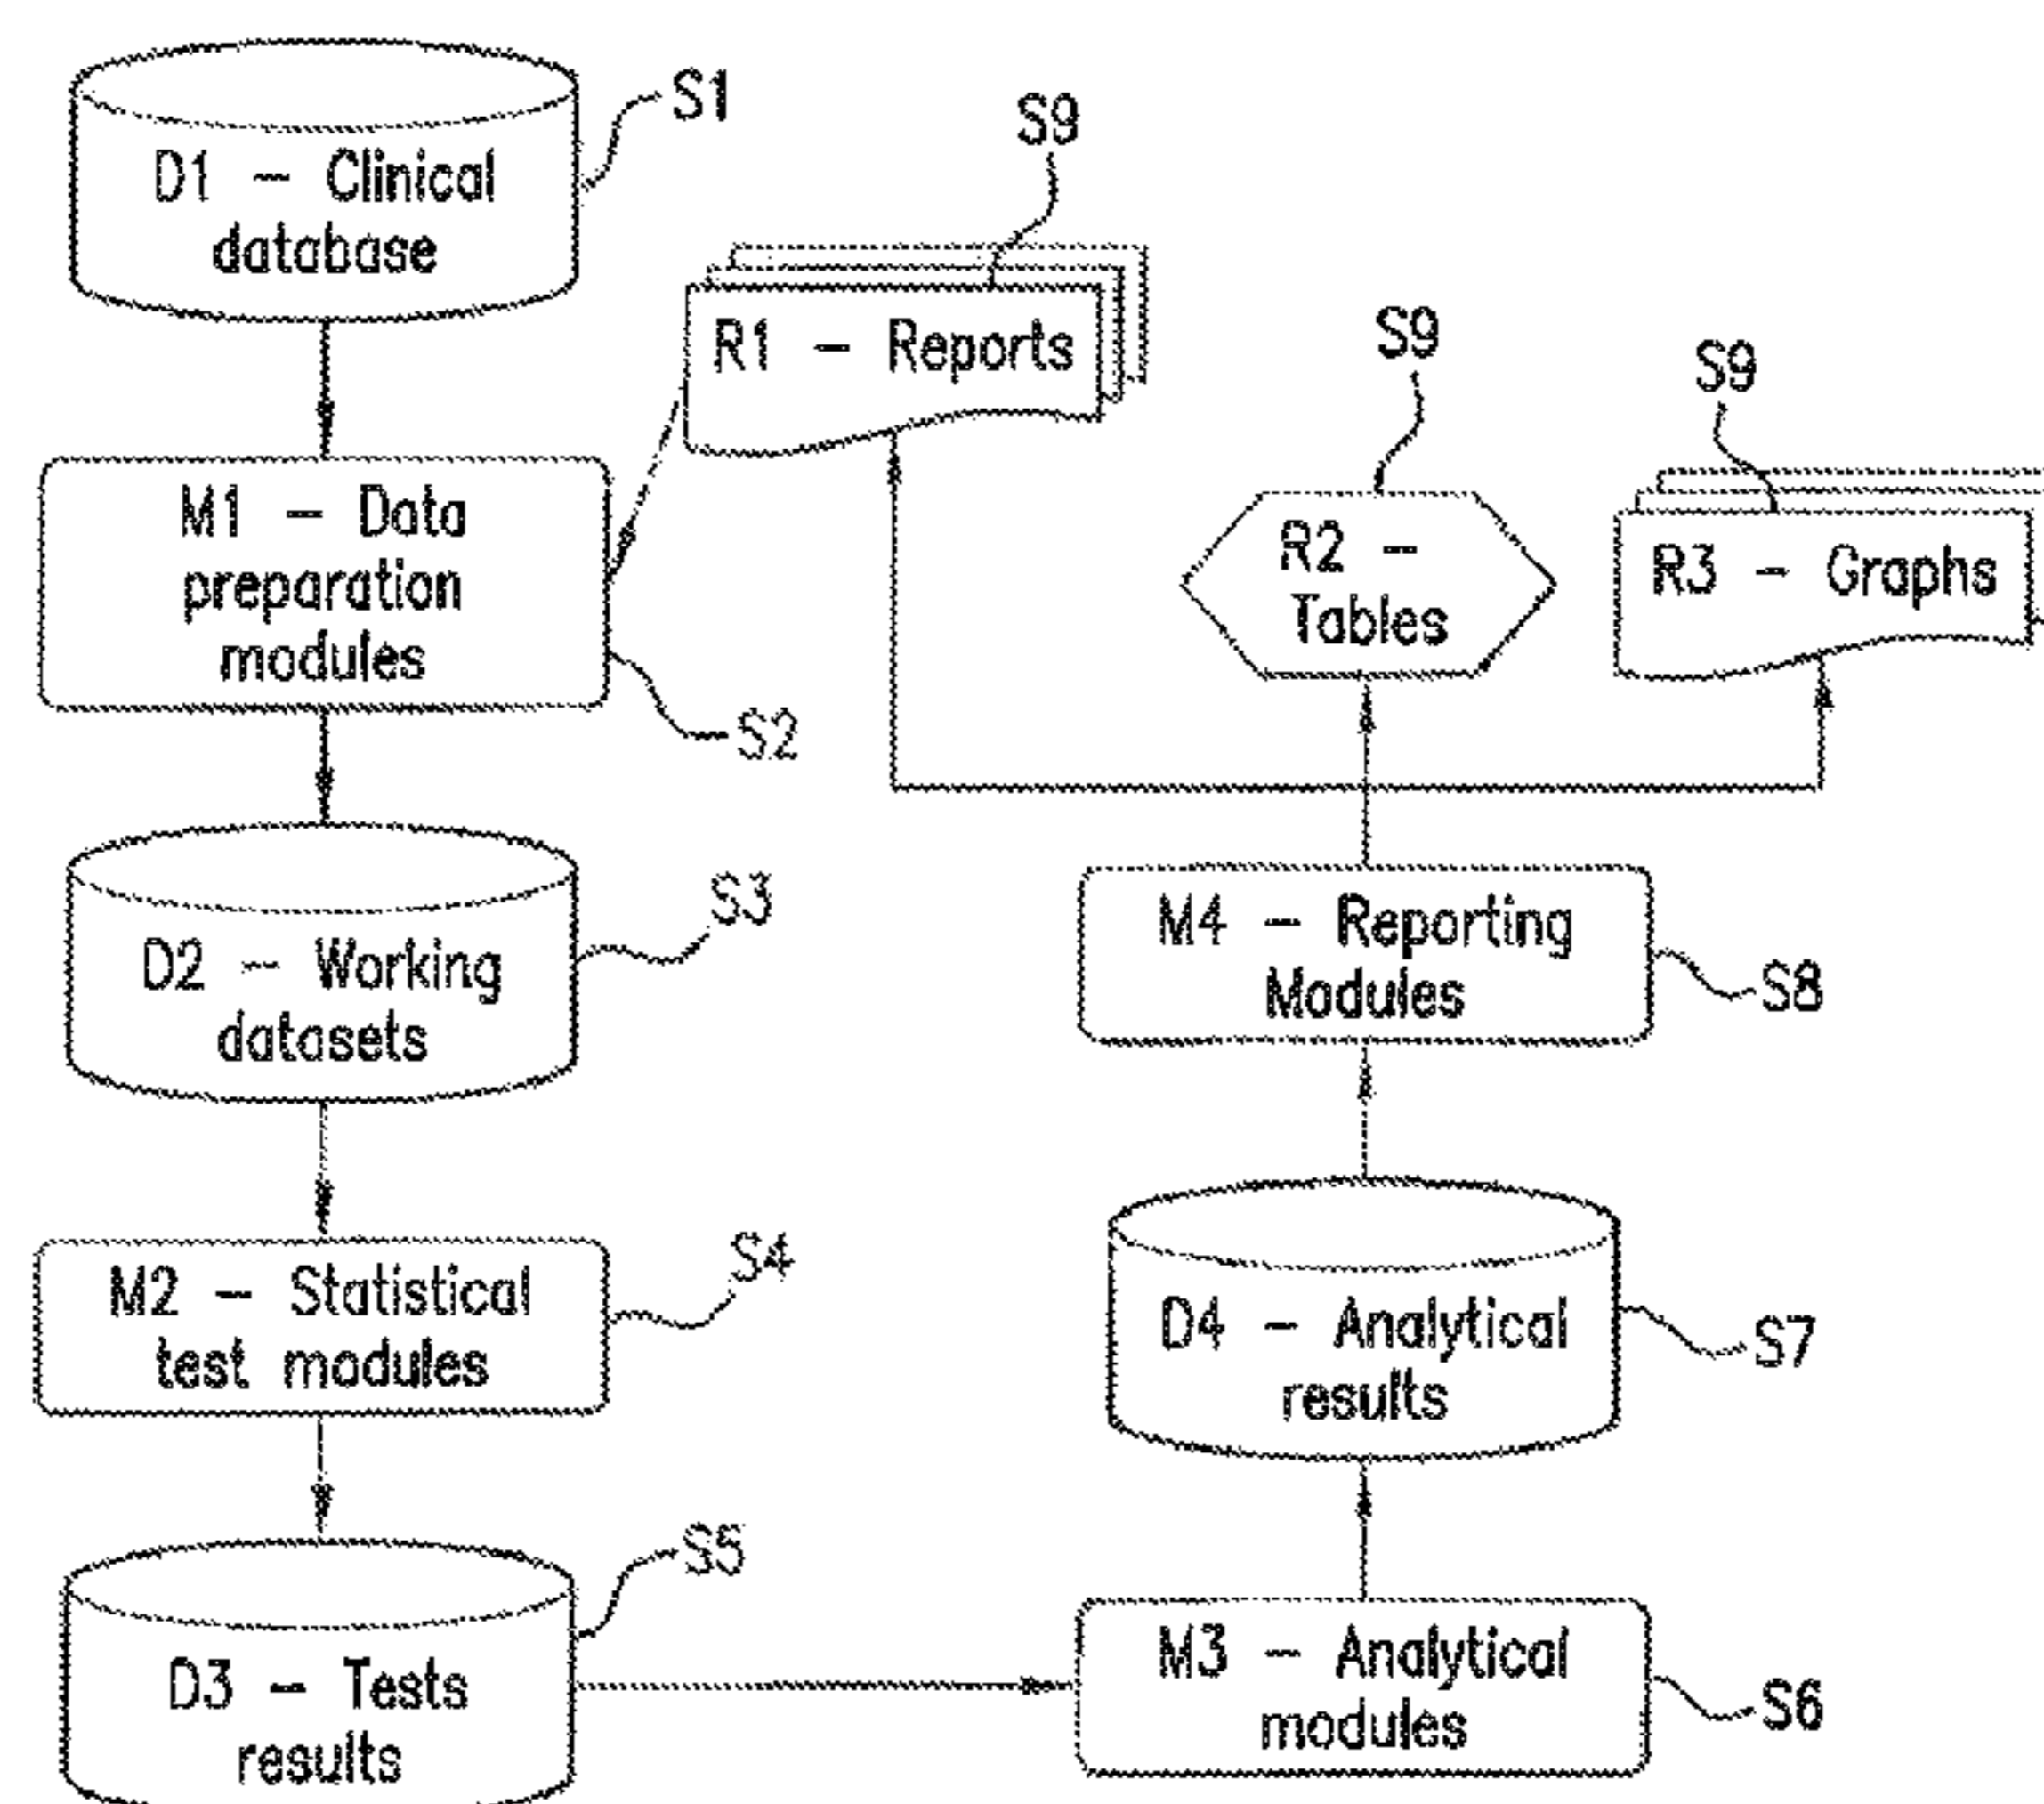 S1
D1 - Clinical
database
S9
R1 - Reports
S9
S9
M1 - Data
preparation
modules
R2 -
Tables
R3 - Graphs
S2
S3
D2 - Working
datasets
M4 - Reporting
Modules
S8
S4
M2 - Statistical
test modules
D4 - Analytical
results
S7
S5
D3 - Tests
results
M3 - Analytical
modules
S6